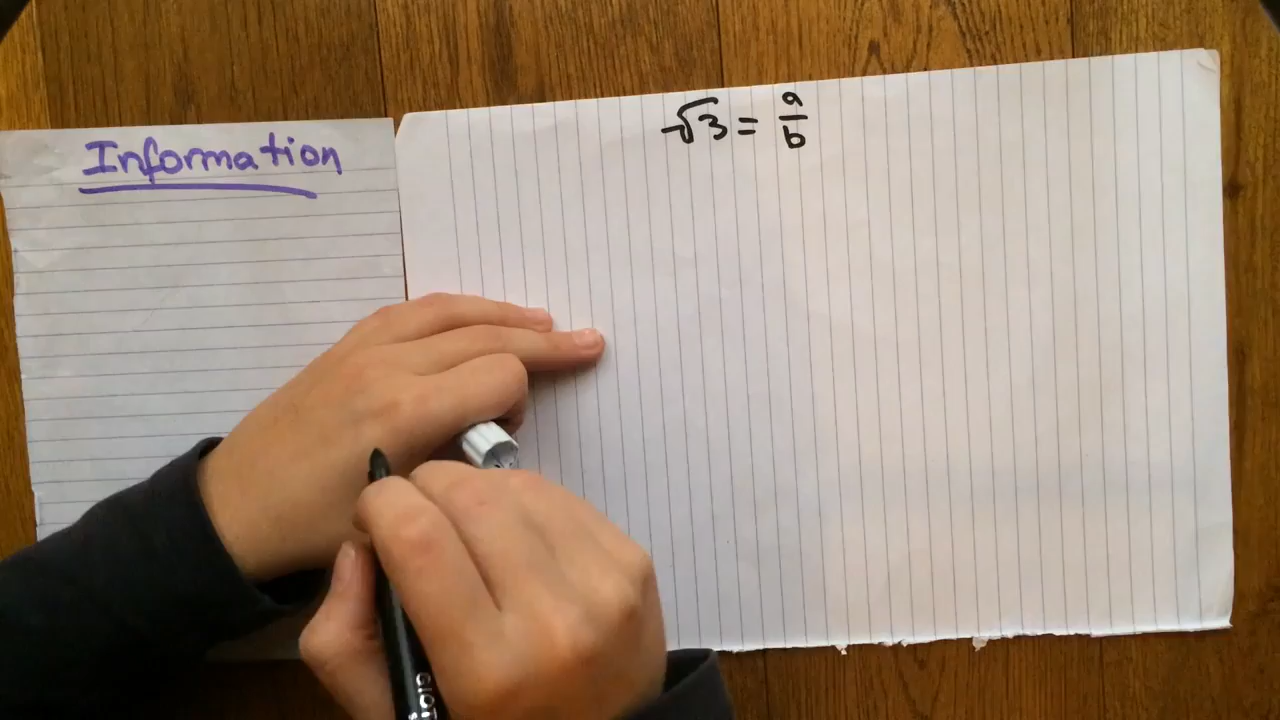 Information
√3 = a/b